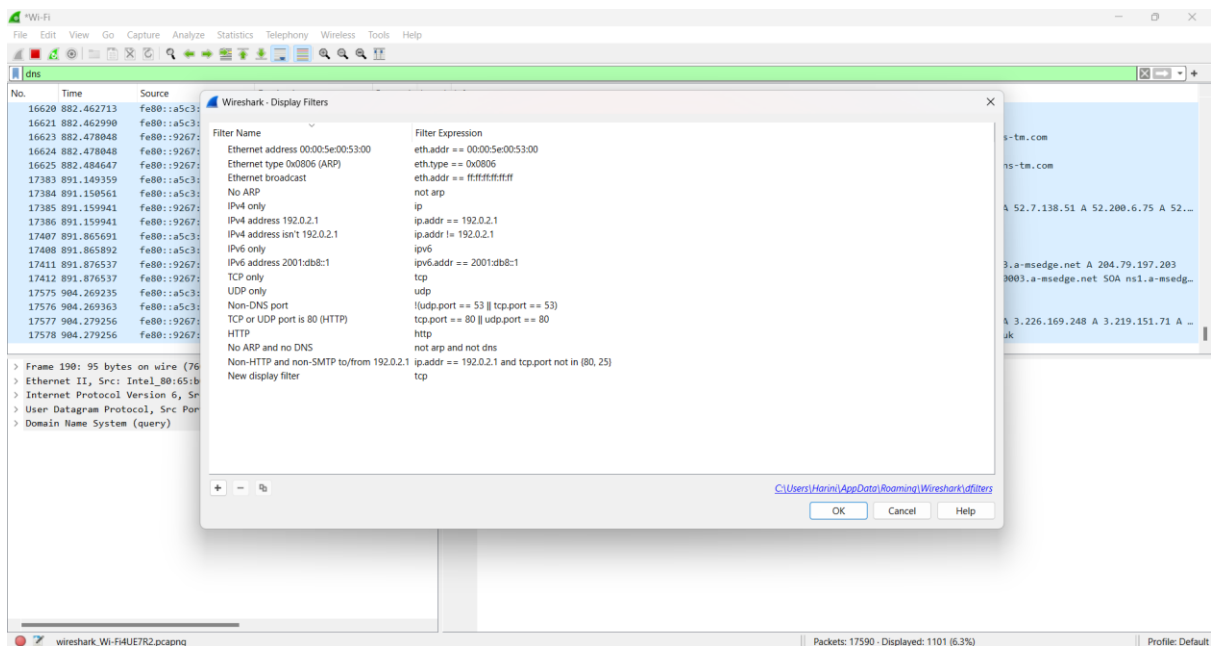 *Wi-Fi
File Edit View Go Capture Analyze Statistics Telephony Wireless Tools Help
dns
No. Time Source
Wireshark · Display Filters
16620 882.462713 fe80::a5c3:
16621 882.462990 fe80::a5c3:
16623 882.478048 fe80::9267: s-tm.com
16624 882.478048 fe80::9267:
16625 882.484647 fe80::9267: ns-tm.com
17383 891.149359 fe80::a5c3:
17384 891.150561 fe80::a5c3:
17385 891.159941 fe80::9267: A 52.7.138.51 A 52.200.6.75 A 52....
17386 891.159941 fe80::9267:
17407 891.865691 fe80::a5c3:
17408 891.865892 fe80::a5c3:
17411 891.876537 fe80::9267: 3.a-msedge.net A 204.79.197.203
17412 891.876537 fe80::9267: 0003.a-msedge.net SOA ns1.a-msedg...
17575 904.269235 fe80::a5c3:
17576 904.269363 fe80::a5c3:
17577 904.279256 fe80::9267: A 3.226.169.248 A 3.219.151.71 A ...
17578 904.279256 fe80::9267: uk
Filter Name Filter Expression
Ethernet address 00:00:5e:00:53:00 eth.addr == 00:00:5e:00:53:00
Ethernet type 0x0806 (ARP) eth.type == 0x0806
Ethernet broadcast eth.addr == ff:ff:ff:ff:ff:ff
No ARP not arp
IPv4 only ip
IPv4 address 192.0.2.1 ip.addr == 192.0.2.1
IPv4 address isn't 192.0.2.1 ip.addr != 192.0.2.1
IPv6 only ipv6
IPv6 address 2001:db8::1 ipv6.addr == 2001:db8::1
TCP only tcp
UDP only udp
Non-DNS port !(udp.port == 53 || tcp.port == 53)
TCP or UDP port is 80 (HTTP) tcp.port == 80 || udp.port == 80
HTTP http
No ARP and no DNS not arp and not dns
Non-HTTP and non-SMTP to/from 192.0.2.1 ip.addr == 192.0.2.1 and tcp.port not in {80, 25}
New display filter tcp
> Frame 190: 95 bytes on wire (76
> Ethernet II, Src: Intel_80:65:b
> Internet Protocol Version 6, Sr
> User Datagram Protocol, Src Por
> Domain Name System (query)
C:\Users\Harini\AppData\Roaming\Wireshark\dfilters
OK Cancel Help
wireshark_Wi-Fi4UE7R2.pcapng Packets: 17590 · Displayed: 1101 (6.3%) Profile: Default